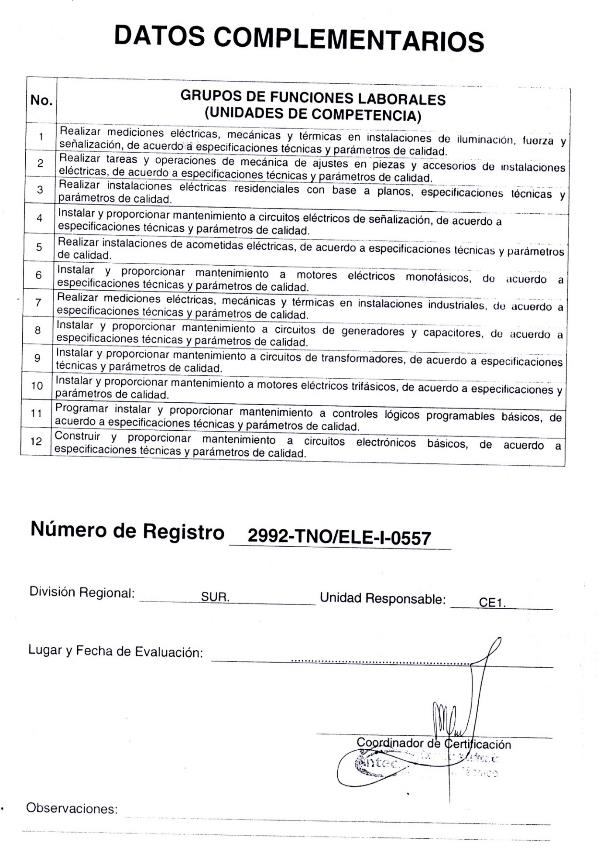 DATOS COMPLEMENTARIOS
No.
GRUPOS DE FUNCIONES LABORALES
(UNIDADES DE COMPETENCIA)
1
Realizar mediciones eléctricas, mecánicas y térmicas en instalaciones de iluminación, fuerza y
señalización, de acuerdo a especificaciones técnicas y parámetros de calidad.
2
Realizar tareas y operaciones de mecánica de ajustes en piezas y accesorios de instalaciones
eléctricas, de acuerdo a especificaciones técnicas y parámetros de calidad.
3
Realizar instalaciones eléctricas residenciales con base a planos, especificaciones técnicas y
parámetros de calidad.
4
Instalar y proporcionar mantenimiento a circuitos eléctricos de señalización, de acuerdo a
especificaciones técnicas y parámetros de calidad.
5
Realizar instalaciones de acometidas eléctricas, de acuerdo a especificaciones técnicas y parámetros
de calidad.
6
Instalar y proporcionar mantenimiento a motores eléctricos monofásicos, de acuerdo a
especificaciones técnicas y parámetros de calidad.
7
Realizar mediciones eléctricas, mecánicas y térmicas en instalaciones industriales, de acuerdo a
especificaciones técnicas y parámetros de calidad.
8
Instalar y proporcionar mantenimiento a circuitos de generadores y capacitores, de acuerdo a
especificaciones técnicas y parámetros de calidad.
9
Instalar y proporcionar mantenimiento a circuitos de transformadores, de acuerdo a especificaciones
técnicas y parámetros de calidad.
10
Instalar y proporcionar mantenimiento a motores eléctricos trifásicos, de acuerdo a especificaciones y
parámetros de calidad.
11
Programar instalar y proporcionar mantenimiento a controles lógicos programables básicos, de
acuerdo a especificaciones técnicas y parámetros de calidad.
12
Construir y proporcionar mantenimiento a circuitos electrónicos básicos, de acuerdo a
especificaciones técnicas y parámetros de calidad.
Número de Registro 2992-TNO/ELE-I-0557
División Regional: SUR. Unidad Responsable: CE1.
Lugar y Fecha de Evaluación:
Coordinador de Certificación
intec
Observaciones: